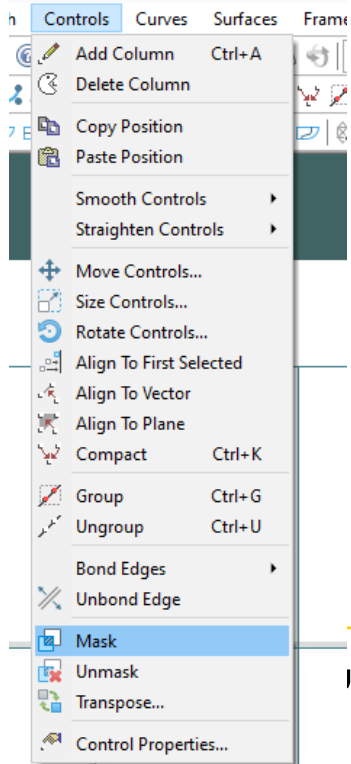 Controls Curves Surfaces Frame
Add Column Ctrl+A
Delete Column
Copy Position
Paste Position
Smooth Controls
Straighten Controls
Move Controls...
Size Controls...
Rotate Controls...
Align To First Selected
Align To Vector
Align To Plane
Compact Ctrl+K
Group Ctrl+G
Ungroup Ctrl+U
Bond Edges
Unbond Edge
Mask
Unmask
Transpose...
Control Properties...